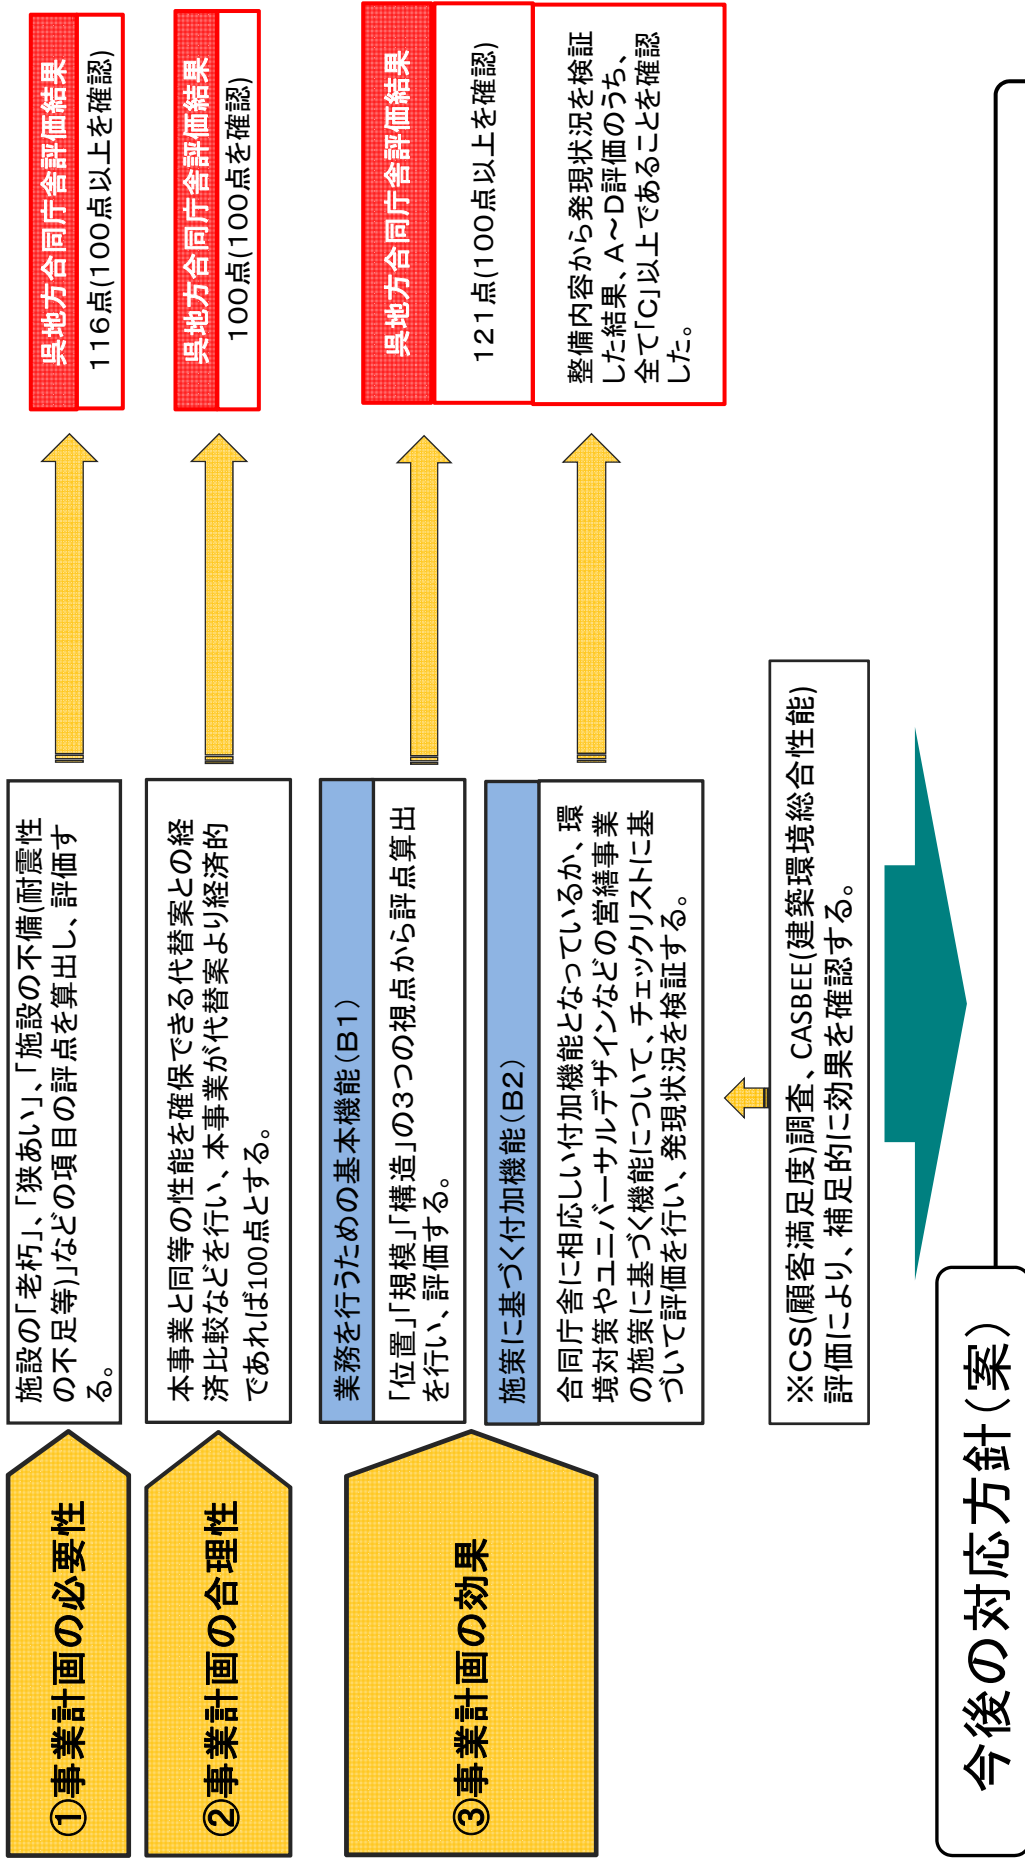 ①事業計画の必要性
施設の「老朽」、「狭あい」、「施設の不備(耐震性
の不足等)」などの項目の評点を算出し、評価す
る。
呉地方合同庁舎評価結果
116点(100点以上を確認)
②事業計画の合理性
本事業と同等の性能を確保できる代替案との経
済比較などを行い、本事業が代替案より経済的
であれば100点とする。
呉地方合同庁舎評価結果
100点(100点を確認)
③事業計画の効果
業務を行うための基本機能(B1)
「位置」「規模」「構造」の3つの視点から評点算出
を行い、評価する。
呉地方合同庁舎評価結果
121点(100点以上を確認)
施策に基づく付加機能(B2)
合同庁舎に相応しい付加機能となっているか、環
境対策やユニバーサルデザインなどの営繕事業
の施策に基づく機能について、チェックリストに基
づいて評価を行い、発現状況を検証する。
整備内容から発現状況を検証
した結果、A～D評価のうち、
全て「C」以上であることを確認
した。
※CS(顧客満足度)調査、CASBEE(建築環境総合性能)
評価により、補足的に効果を確認する。
今後の対応方針(案)